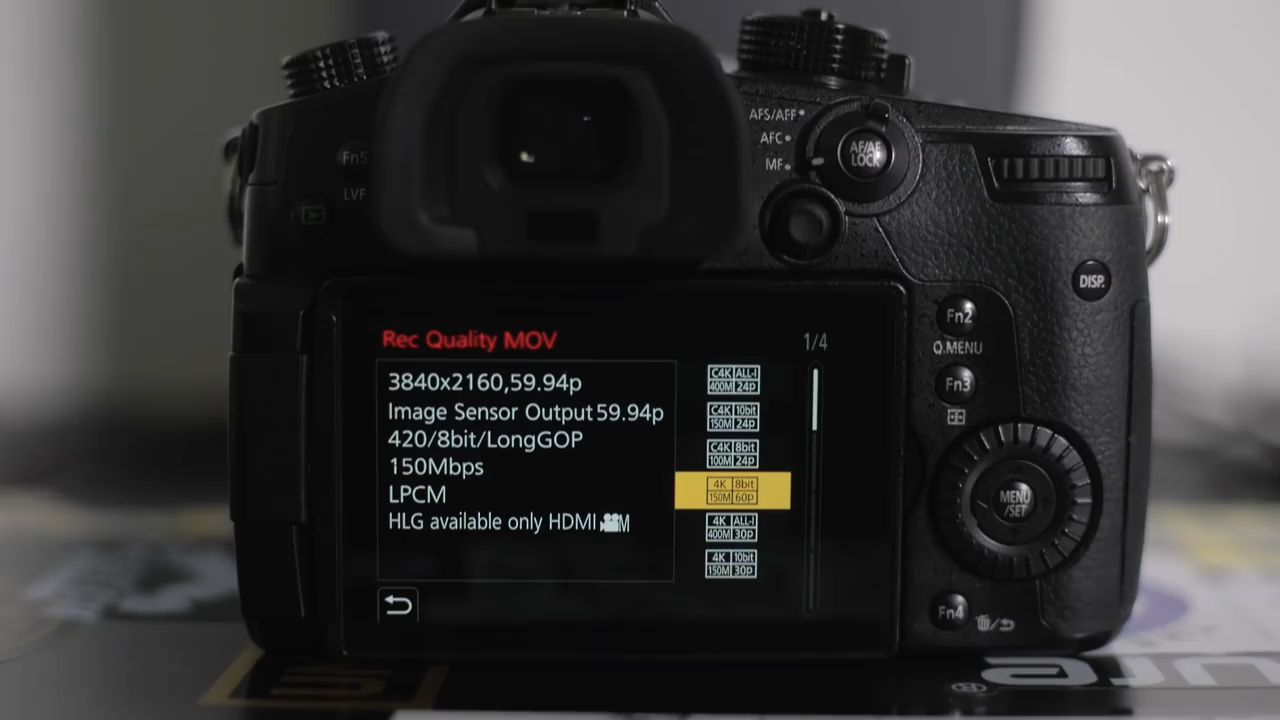 AFS/AFF
AFC
MF
AF/AE
LOCK
Fn5
LVF
DISP.
Fn2
Q.MENU
Fn3
MENU
/SET
Fn4
Rec Quality MOV
1/4
3840x2160,59.94p
Image Sensor Output 59.94p
420/8bit/LongGOP
150Mbps
LPCM
HLG available only HDMI M
C4K ALL-I
400M 24p
C4K 10bit
150M 24p
C4K 8bit
100M 24p
4K 8bit
150M 60p
4K ALL-I
400M 30p
4K 10bit
150M 30p